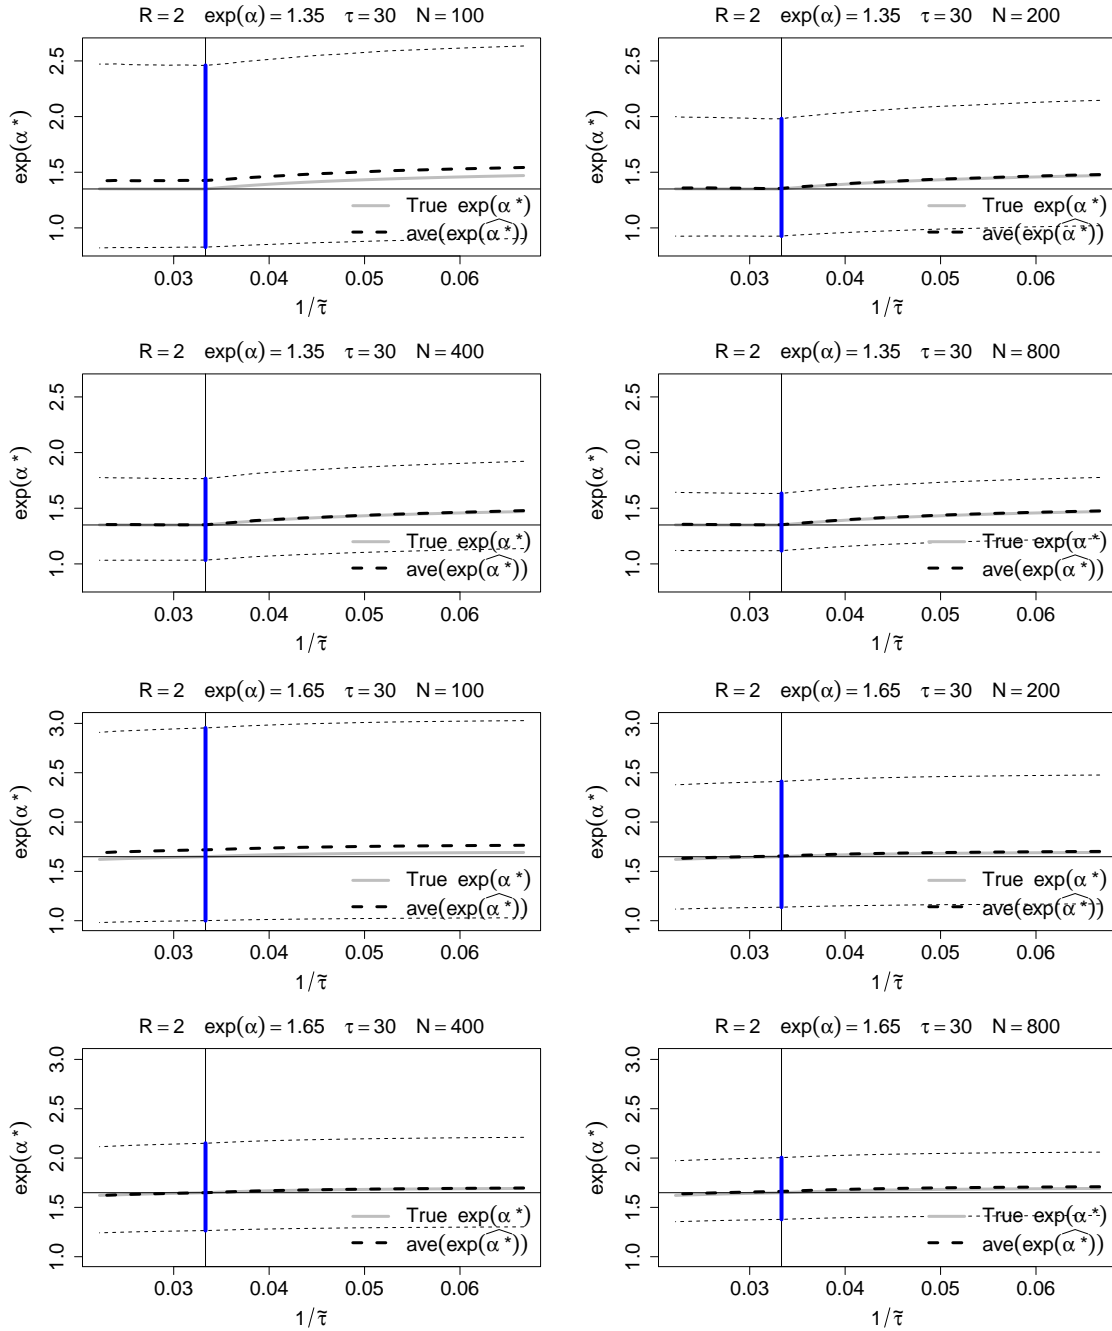 R = 2 exp(α) = 1.35 τ = 30 N = 100
exp(α*)
1.0 1.5 2.0 2.5
True exp(α*)
ave(exp(α̂*))
0.03 0.04 0.05 0.06
1/τ̃
R = 2 exp(α) = 1.35 τ = 30 N = 200
exp(α*)
1.0 1.5 2.0 2.5
True exp(α*)
ave(exp(α̂*))
0.03 0.04 0.05 0.06
1/τ̃
R = 2 exp(α) = 1.35 τ = 30 N = 400
exp(α*)
1.0 1.5 2.0 2.5
True exp(α*)
ave(exp(α̂*))
0.03 0.04 0.05 0.06
1/τ̃
R = 2 exp(α) = 1.35 τ = 30 N = 800
exp(α*)
1.0 1.5 2.0 2.5
True exp(α*)
ave(exp(α̂*))
0.03 0.04 0.05 0.06
1/τ̃
R = 2 exp(α) = 1.65 τ = 30 N = 100
exp(α*)
1.0 1.5 2.0 2.5 3.0
True exp(α*)
ave(exp(α̂*))
0.03 0.04 0.05 0.06
1/τ̃
R = 2 exp(α) = 1.65 τ = 30 N = 200
exp(α*)
1.0 1.5 2.0 2.5 3.0
True exp(α*)
ave(exp(α̂*))
0.03 0.04 0.05 0.06
1/τ̃
R = 2 exp(α) = 1.65 τ = 30 N = 400
exp(α*)
1.0 1.5 2.0 2.5 3.0
True exp(α*)
ave(exp(α̂*))
0.03 0.04 0.05 0.06
1/τ̃
R = 2 exp(α) = 1.65 τ = 30 N = 800
exp(α*)
1.0 1.5 2.0 2.5 3.0
True exp(α*)
ave(exp(α̂*))
0.03 0.04 0.05 0.06
1/τ̃